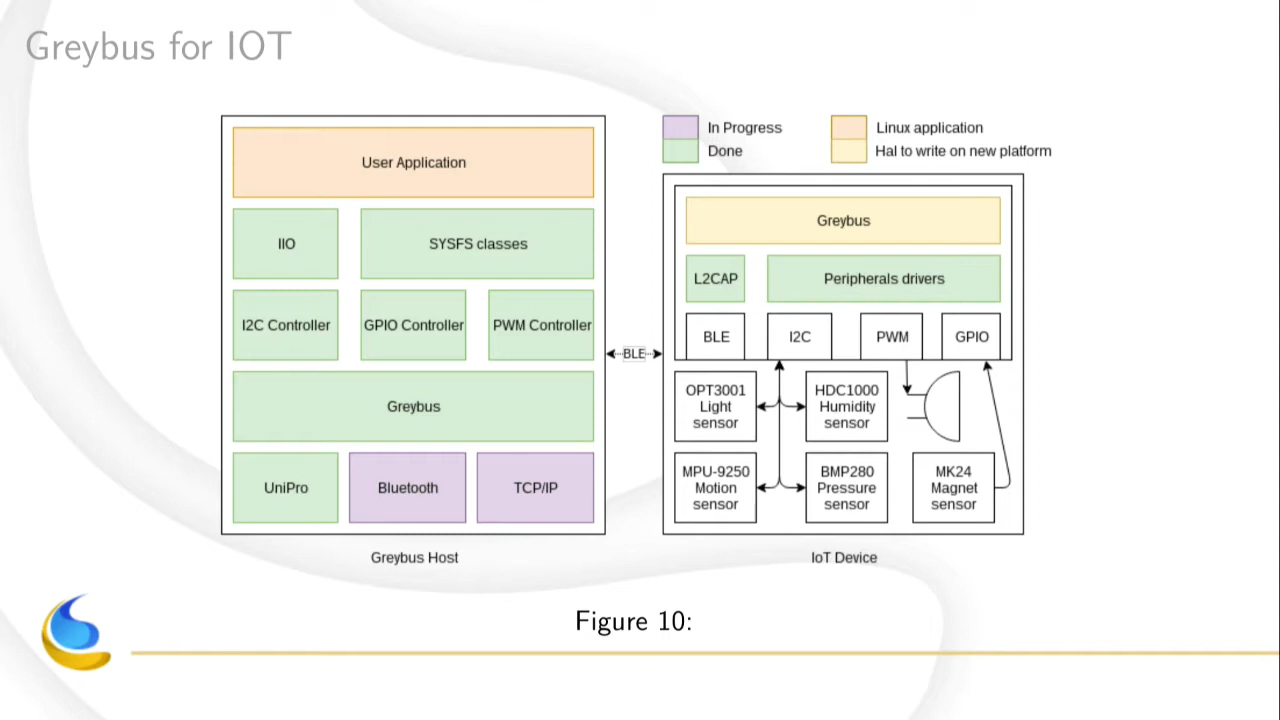 Greybus for IOT
In Progress
Done
Linux application
Hal to write on new platform
User Application
IIO
SYSFS classes
I2C Controller
GPIO Controller
PWM Controller
Greybus
UniPro
Bluetooth
TCP/IP
Greybus Host
BLE
Greybus
L2CAP
Peripherals drivers
BLE
I2C
PWM
GPIO
OPT3001
Light
sensor
HDC1000
Humidity
sensor
MPU-9250
Motion
sensor
BMP280
Pressure
sensor
MK24
Magnet
sensor
IoT Device
Figure 10: